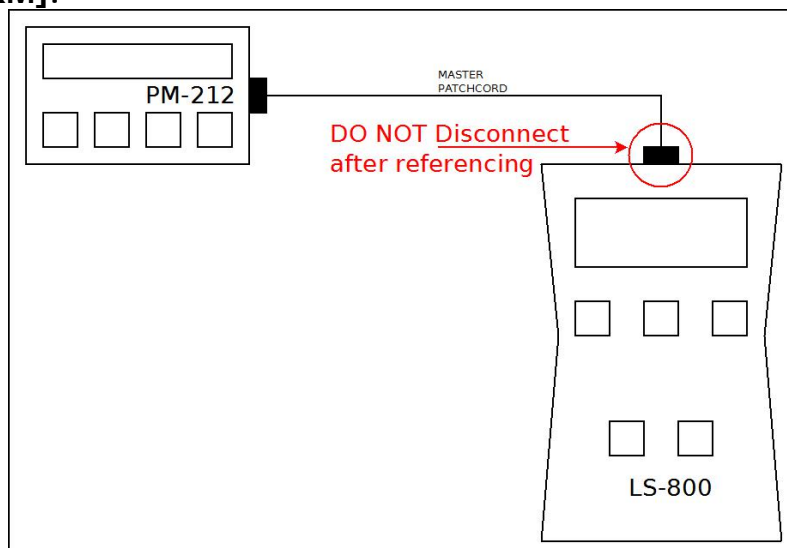 PM-212
MASTER
PATCHCORD
DO NOT Disconnect
after referencing
LS-800